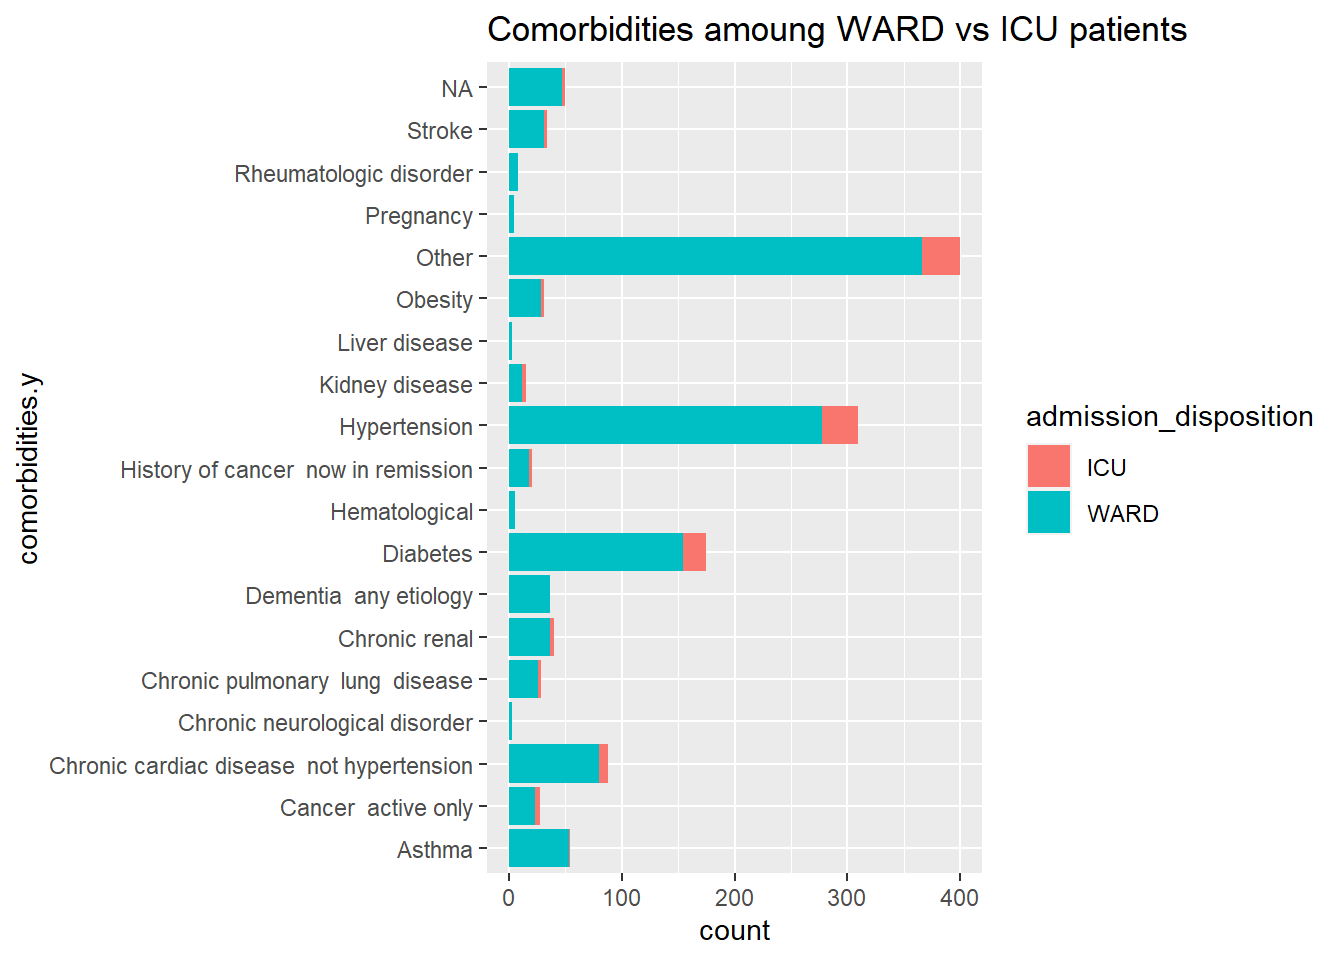 Comorbidities amoung WARD vs ICU patients
NA
Stroke
Rheumatologic disorder
Pregnancy
Other
Obesity
Liver disease
Kidney disease
Hypertension
History of cancer  now in remission
Hematological
Diabetes
Dementia  any etiology
Chronic renal
Chronic pulmonary  lung  disease
Chronic neurological disorder
Chronic cardiac disease  not hypertension
Cancer  active only
Asthma
comorbidities.y
0 100 200 300 400
count
admission_disposition
ICU
WARD